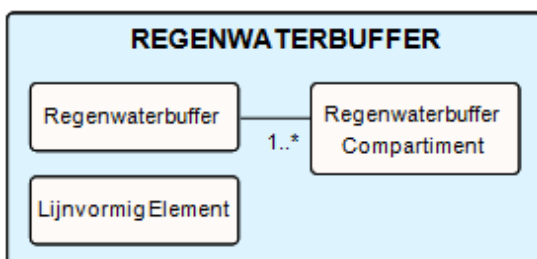 REGENWATERBUFFER
Regenwaterbuffer
1..*
Regenwaterbuffer
Compartiment
LijnvormigElement